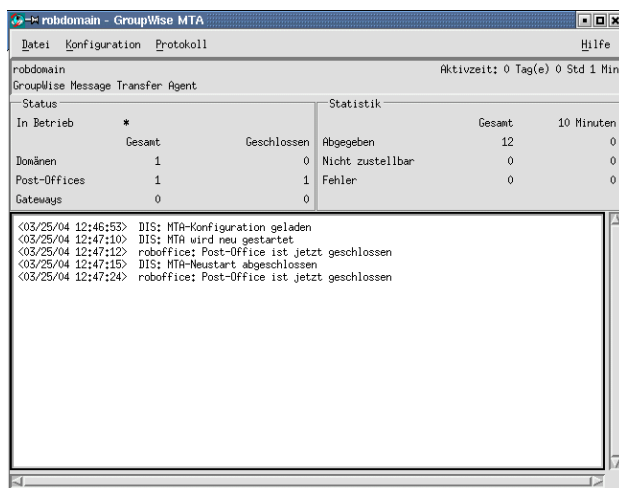 robdomain - GroupWise MTA
Datei Konfiguration Protokoll Hilfe
robdomain Aktivzeit: 0 Tag(e) 0 Std 1 Min
GroupWise Message Transfer Agent
Status
In Betrieb *
Gesamt Geschlossen
Domänen 1 0
Post-Offices 1 1
Gateways 0 0
Statistik
Gesamt 10 Minuten
Abgegeben 12 0
Nicht zustellbar 0 0
Fehler 0 0
<03/25/04 12:46:53> DIS: MTA-Konfiguration geladen
<03/25/04 12:47:10> DIS: MTA wird neu gestartet
<03/25/04 12:47:12> roboffice: Post-Office ist jetzt geschlossen
<03/25/04 12:47:15> DIS: MTA-Neustart abgeschlossen
<03/25/04 12:47:24> roboffice: Post-Office ist jetzt geschlossen